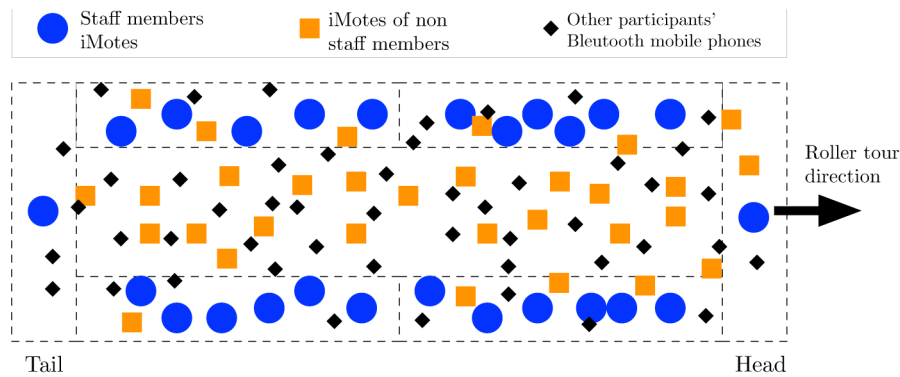 Staff members
iMotes
iMotes of non
staff members
Other participants'
Bleutooth mobile phones
Roller tour
direction
Tail
Head